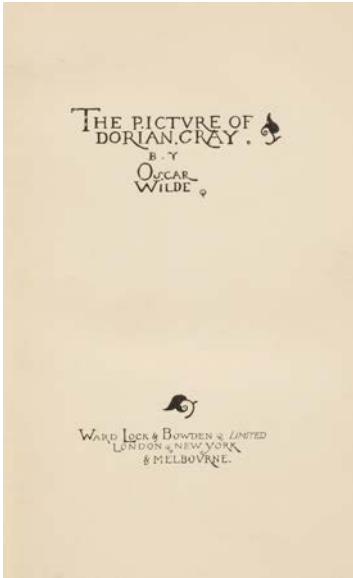 THE PICTVRE OF
DORIAN.GRAY.
B.Y
OSCAR
WILDE
WARD LOCK & BOWDEN LIMITED
LONDON NEW YORK
& MELBOVRNE.